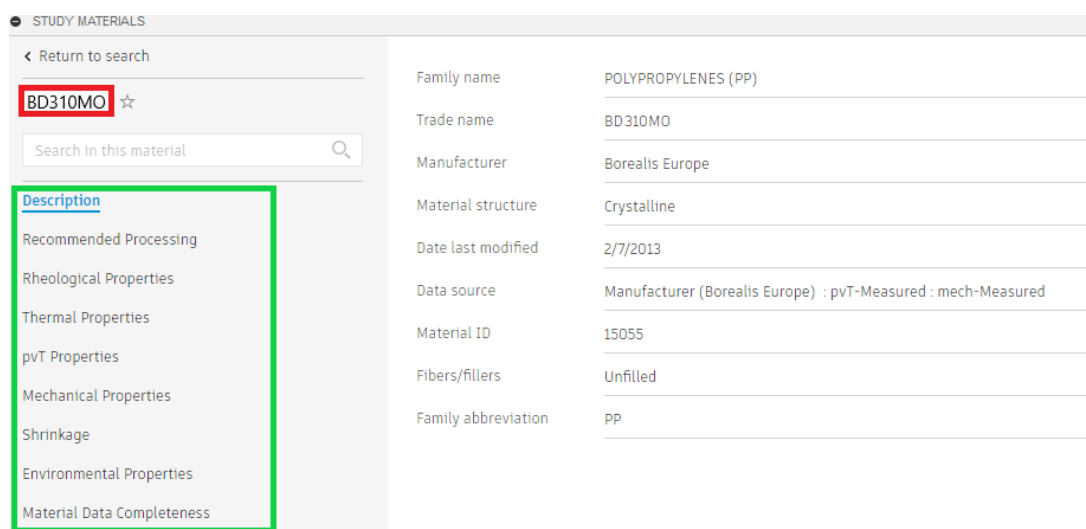 STUDY MATERIALS
Return to search
BD310MO
Search in this material
Description
Recommended Processing
Rheological Properties
Thermal Properties
pvT Properties
Mechanical Properties
Shrinkage
Environmental Properties
Material Data Completeness
Family name POLYPROPYLENES (PP)
Trade name BD310MO
Manufacturer Borealis Europe
Material structure Crystalline
Date last modified 2/7/2013
Data source Manufacturer (Borealis Europe) : pvT-Measured : mech-Measured
Material ID 15055
Fibers/fillers Unfilled
Family abbreviation PP